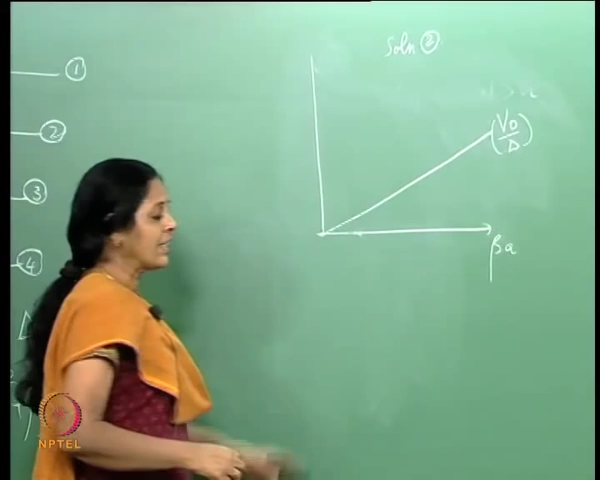 ①
②
③
④
Soln ②
(V₀/Δ)
βa
NPTEL